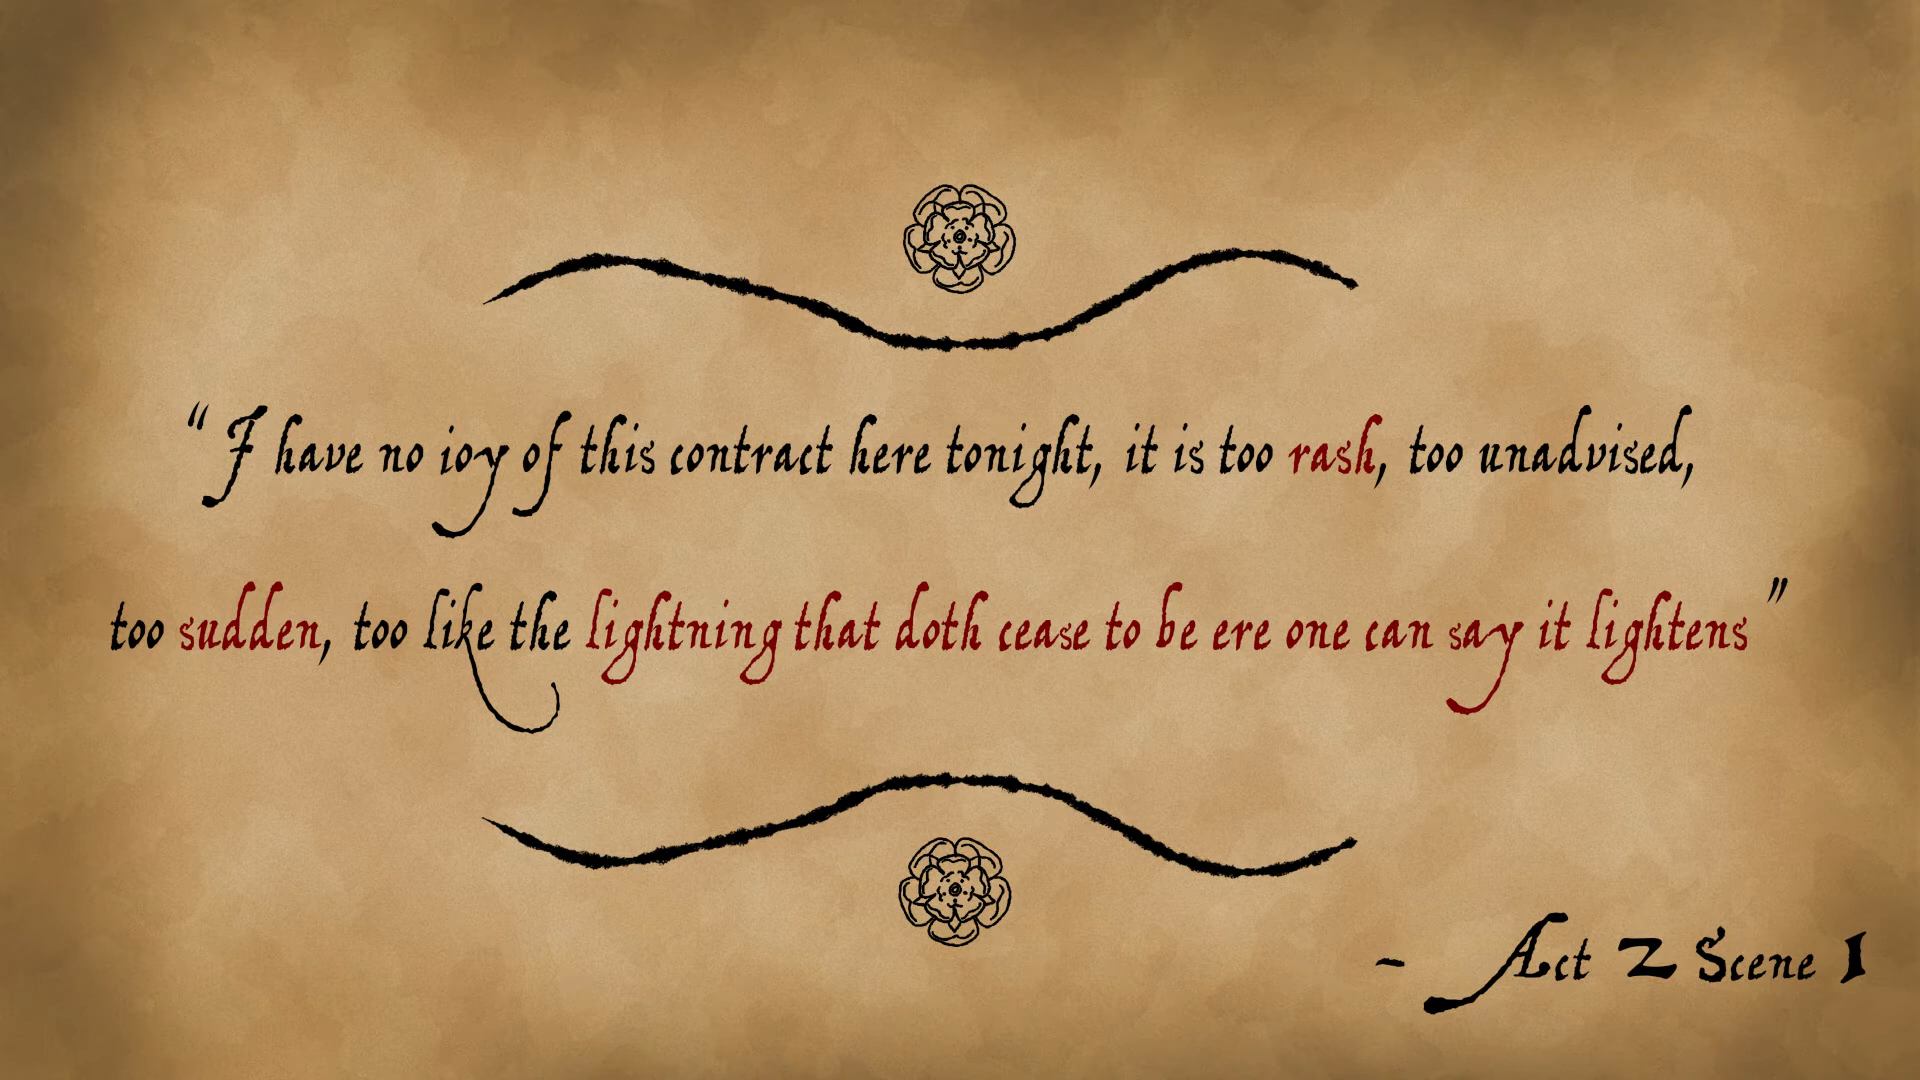 “ I have no ioy of this contract here tonight, it is too rash, too unadvised,
too sudden, too like the lightning that doth cease to be ere one can say it lightens ”
- Act 2 Scene 1